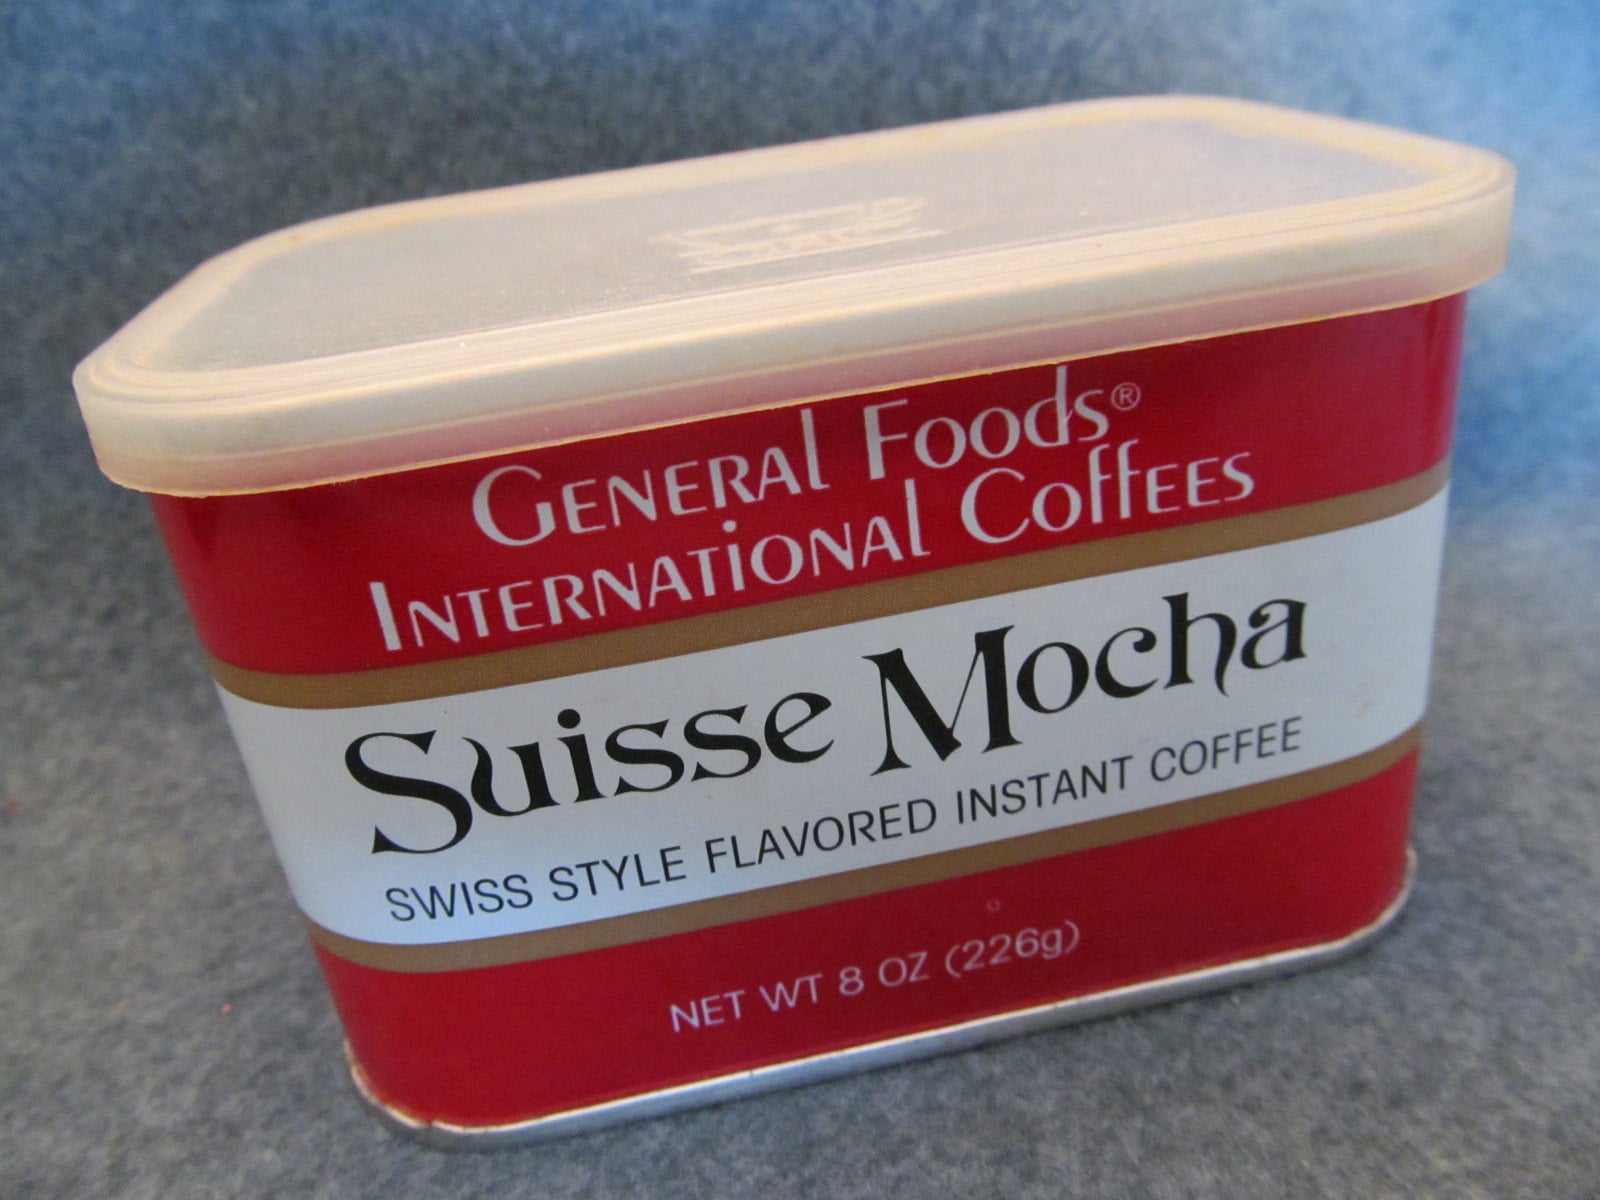 GENERAL FOODS®
INTERNATIONAL COFFEES
Suisse Mocha
SWISS STYLE FLAVORED INSTANT COFFEE
NET WT 8 OZ (226g)